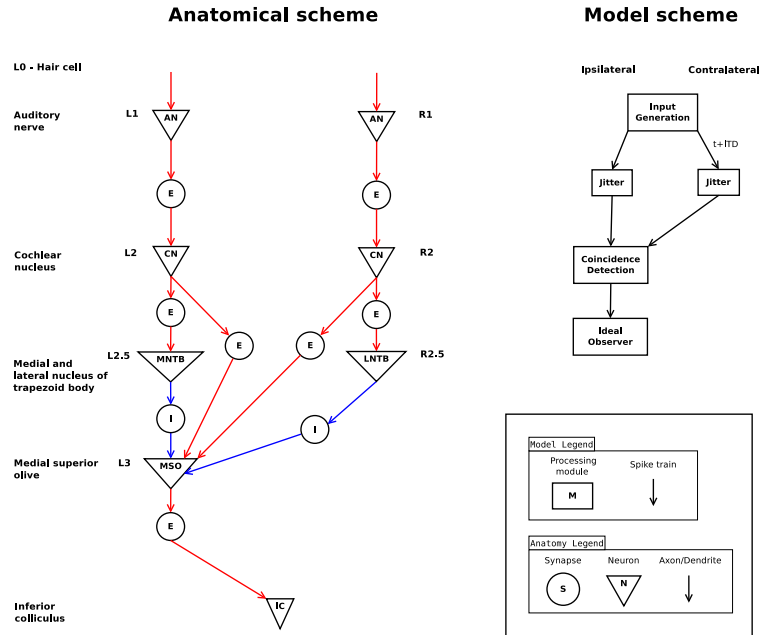 Anatomical scheme
Model scheme
L0 - Hair cell
Ipsilateral
Contralateral
Auditory
nerve
L1
AN
AN
R1
Input
Generation
t+ITD
E
E
Jitter
Jitter
Cochlear
nucleus
L2
CN
CN
R2
Coincidence
Detection
E
E
E
E
Ideal
Observer
Medial and
lateral nucleus of
trapezoid body
L2.5
MNTB
LNTB
R2.5
I
I
Medial superior
olive
L3
MSO
E
Inferior
colliculus
IC
Model Legend
Processing
module
M
Spike train
Anatomy Legend
Synapse
S
Neuron
N
Axon/Dendrite